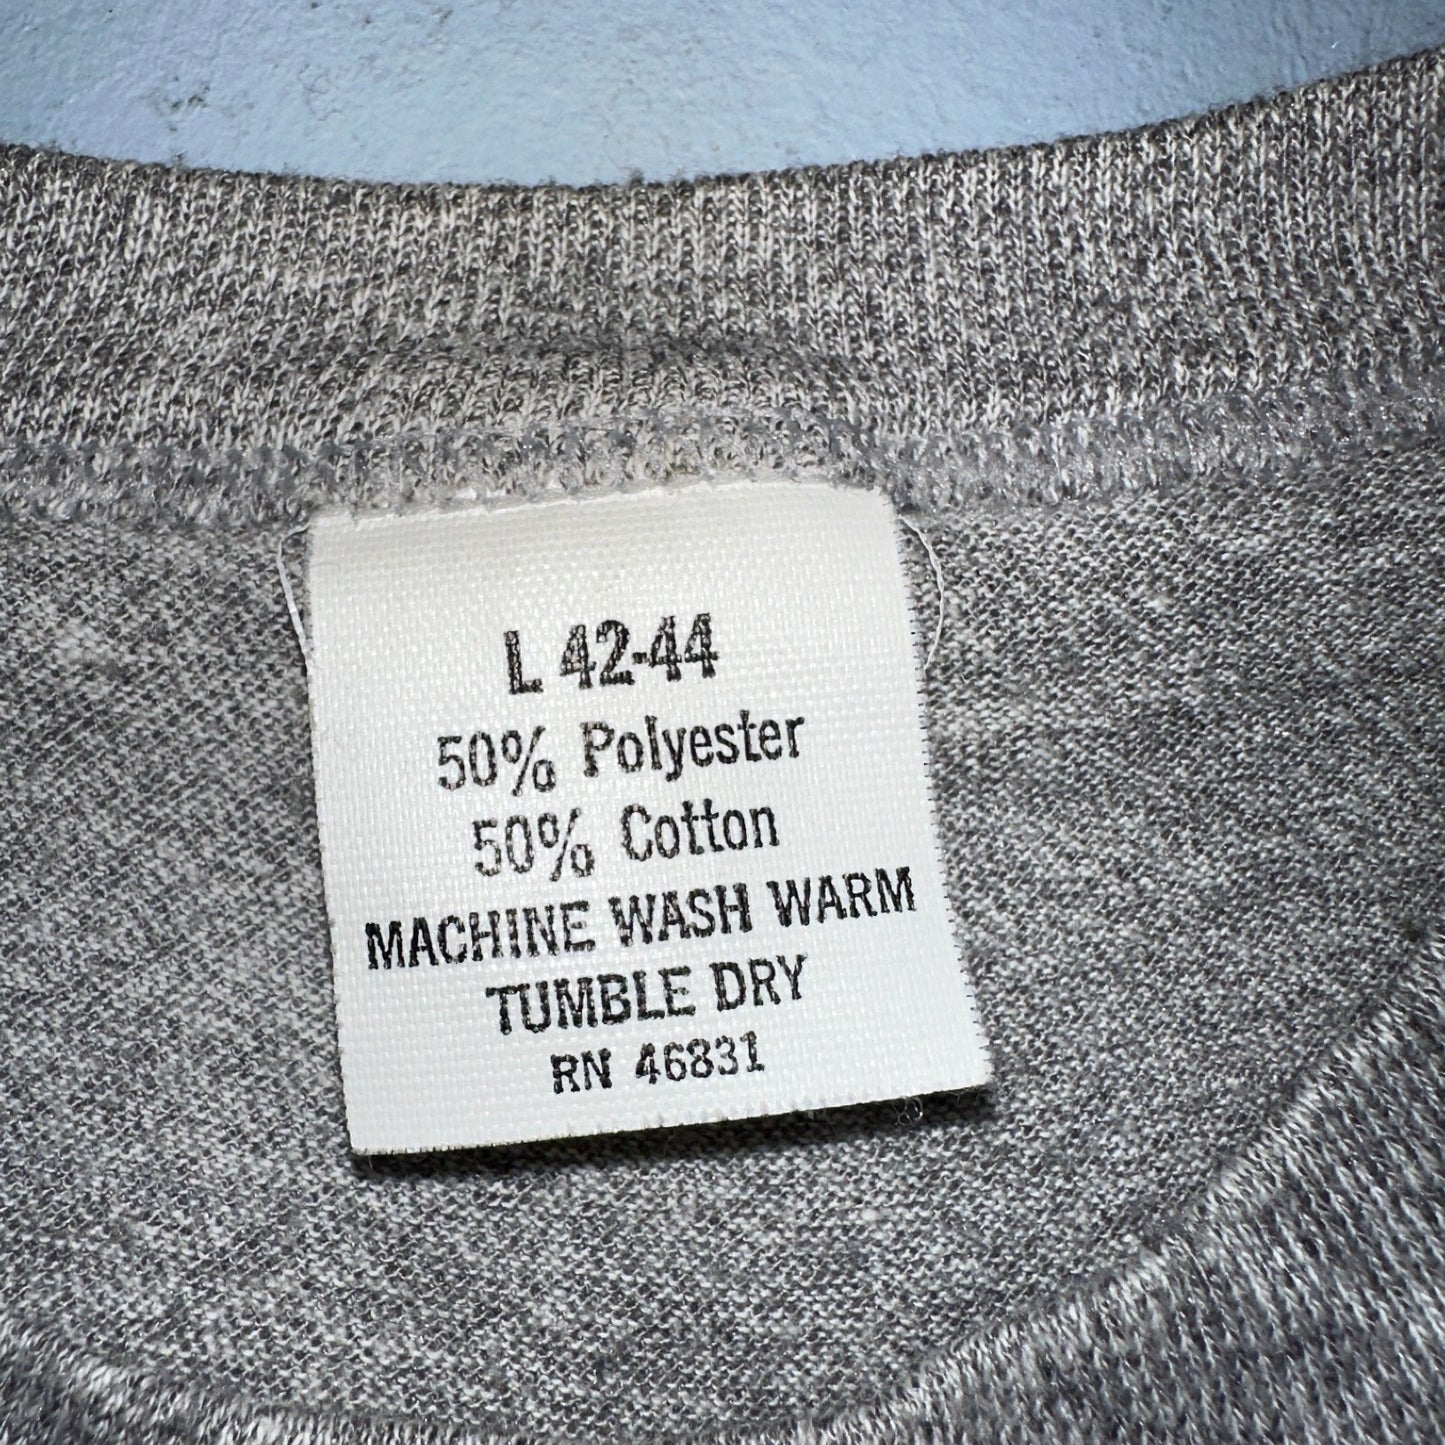 L 42-44
50% Polyester
50% Cotton
MACHINE WASH WARM
TUMBLE DRY
RN 46831